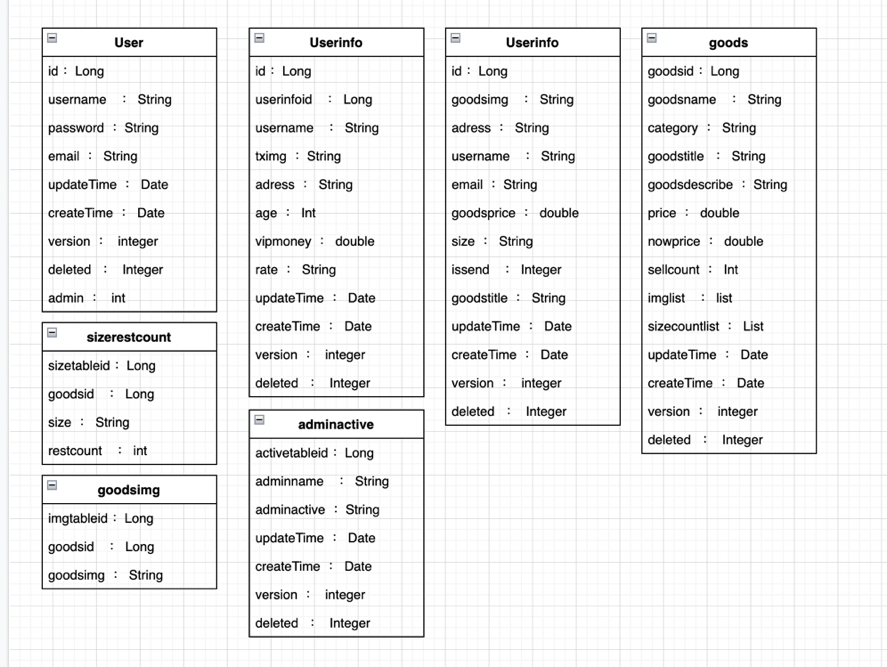 User
id： Long
username ： String
password ：String
email ： String
updateTime ： Date
createTime ： Date
version ： integer
deleted ： Integer
admin ： int
sizerestcount
sizetableid：Long
goodsid ： Long
size ： String
restcount ： int
goodsimg
imgtableid：Long
goodsid ： Long
goodsimg ： String
Userinfo
id： Long
userinfoid ： Long
username ： String
tximg ：String
adress ： String
age ： Int
vipmoney ： double
rate ： String
updateTime ： Date
createTime ： Date
version ： integer
deleted ： Integer
adminactive
activetableid：Long
adminname ： String
adminactive ：String
updateTime ： Date
createTime ： Date
version ： integer
deleted ： Integer
Userinfo
id： Long
goodsimg ： String
adress ： String
username ： String
email ：String
goodsprice ： double
size ： String
issend ： Integer
goodstitle ：String
updateTime ： Date
createTime ： Date
version ： integer
deleted ： Integer
goods
goodsid：Long
goodsname ： String
category ： String
goodstitle ： String
goodsdescribe ：String
price ： double
nowprice ： double
sellcount ： Int
imglist ： list
sizecountlist ： List
updateTime ： Date
createTime ： Date
version ： integer
deleted ： Integer